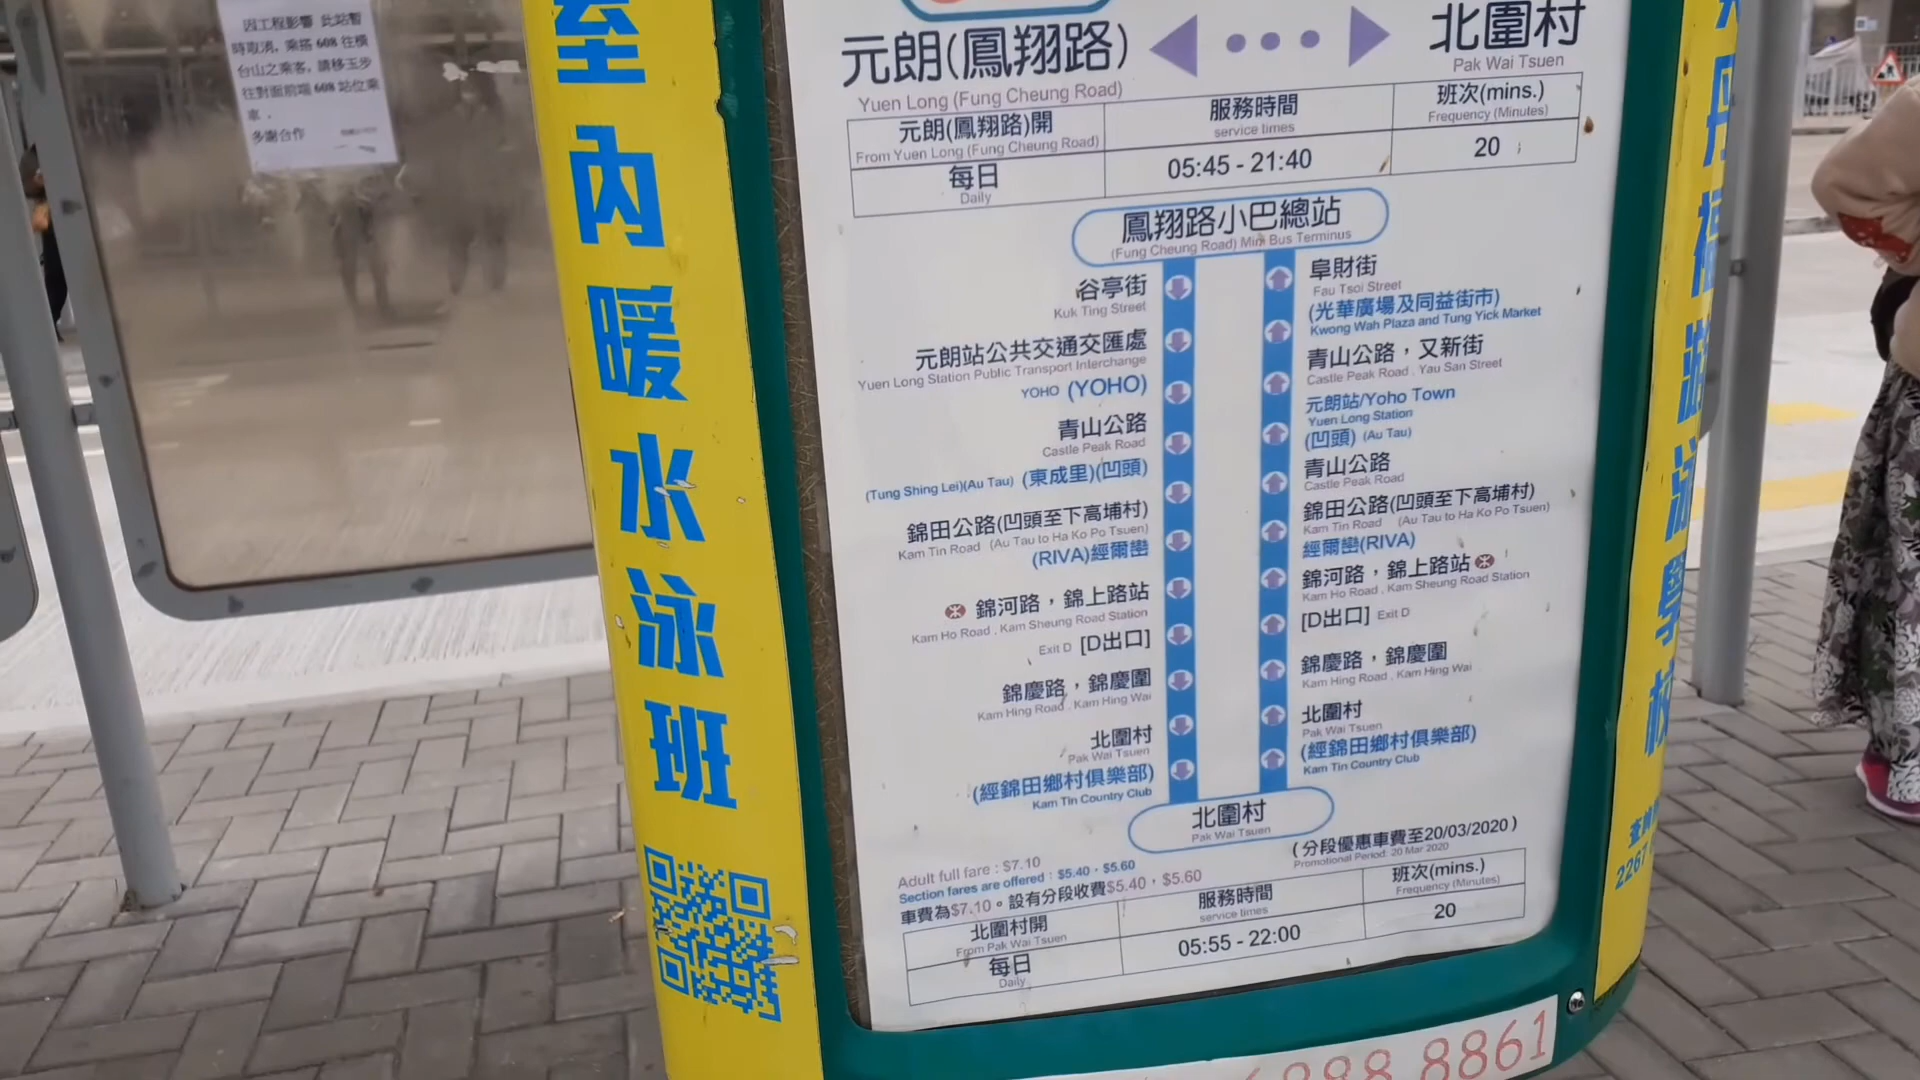 因工程影響 此站暫
時取消，乘搭 608 往橫
台山之乘客，請移玉步
往對面前端 608 站位乘
車．
多謝合作
室內暖水泳班
元朗(鳳翔路)
Yuen Long (Fung Cheung Road)
北圍村
Pak Wai Tsuen
元朗(鳳翔路)開
From Yuen Long (Fung Cheung Road)
服務時間
service times
班次(mins.)
Frequency (Minutes)
每日
Daily
05:45 - 21:40
20
鳳翔路小巴總站
(Fung Cheung Road) Mini Bus Terminus
谷亭街
Kuk Ting Street
元朗站公共交通交匯處
Yuen Long Station Public Transport Interchange
YOHO (YOHO)
青山公路
Castle Peak Road
(Tung Shing Lei)(Au Tau) (東成里)(凹頭)
錦田公路(凹頭至下高埔村)
Kam Tin Road (Au Tau to Ha Ko Po Tsuen)
(RIVA)經爾巒
錦河路，錦上路站
Kam Ho Road . Kam Sheung Road Station
Exit D [D出口]
錦慶路，錦慶圍
Kam Hing Road . Kam Hing Wai
北圍村
Pak Wai Tsuen
(經錦田鄉村俱樂部)
Kam Tin Country Club
阜財街
Fau Tsoi Street
(光華廣場及同益街市)
Kwong Wah Plaza and Tung Yick Market
青山公路，又新街
Castle Peak Road . Yau San Street
元朗站/Yoho Town
Yuen Long Station
(凹頭) (Au Tau)
青山公路
Castle Peak Road
錦田公路(凹頭至下高埔村)
Kam Tin Road (Au Tau to Ha Ko Po Tsuen)
經爾巒(RIVA)
錦河路，錦上路站
Kam Ho Road . Kam Sheung Road Station
[D出口] Exit D
錦慶路，錦慶圍
Kam Hing Road . Kam Hing Wai
北圍村
Pak Wai Tsuen
(經錦田鄉村俱樂部)
Kam Tin Country Club
北圍村
Pak Wai Tsuen
Adult full fare : $7.10
Section fares are offered : $5.40，$5.60
車費為$7.10。設有分段收費$5.40，$5.60
(分段優惠車費至20/03/2020)
Promotional Period: 20 Mar 2020
北圍村開
From Pak Wai Tsuen
服務時間
service times
班次(mins.)
Frequency (Minutes)
每日
Daily
05:55 - 22:00
20
8861
游泳學校
2267